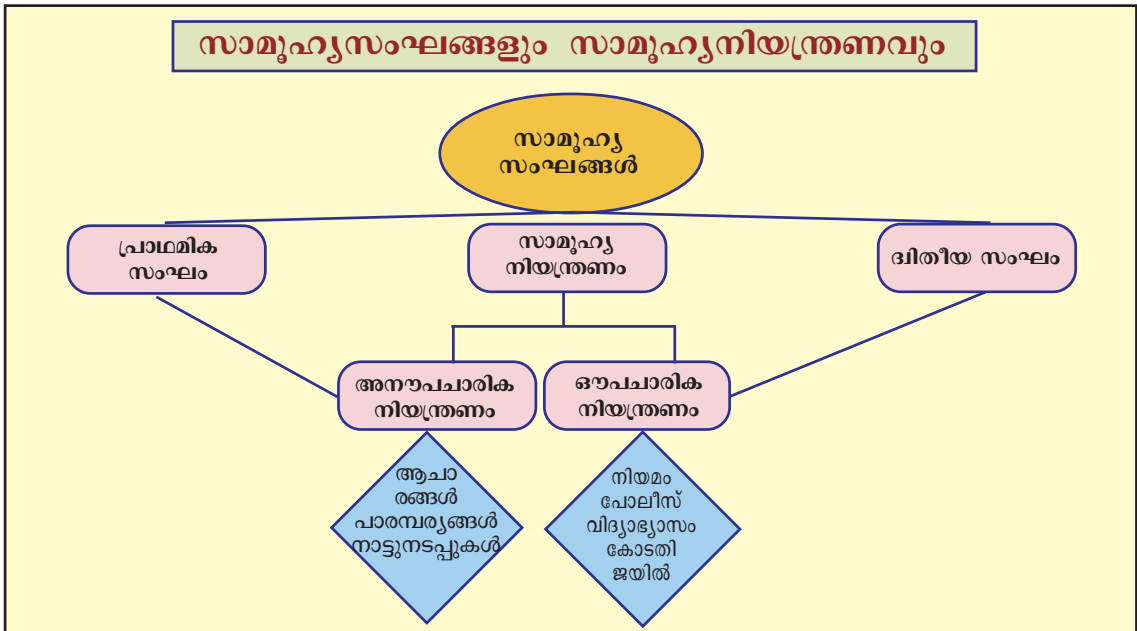 സാമൂഹ്യസംഘങ്ങളും സാമൂഹ്യനിയന്ത്രണവും
സാമൂഹ്യ
സംഘങ്ങൾ
പ്രാഥമിക
സംഘം
സാമൂഹ്യ
നിയന്ത്രണം
ദ്വിതീയ സംഘം
അനൗപചാരിക
നിയന്ത്രണം
ഔപചാരിക
നിയന്ത്രണം
ആചാ
രങ്ങൾ
പാരമ്പര്യങ്ങൾ
നാട്ടുനടപ്പുകൾ
നിയമം
പോലീസ്
വിദ്യാഭ്യാസം
കോടതി
ജയിൽ